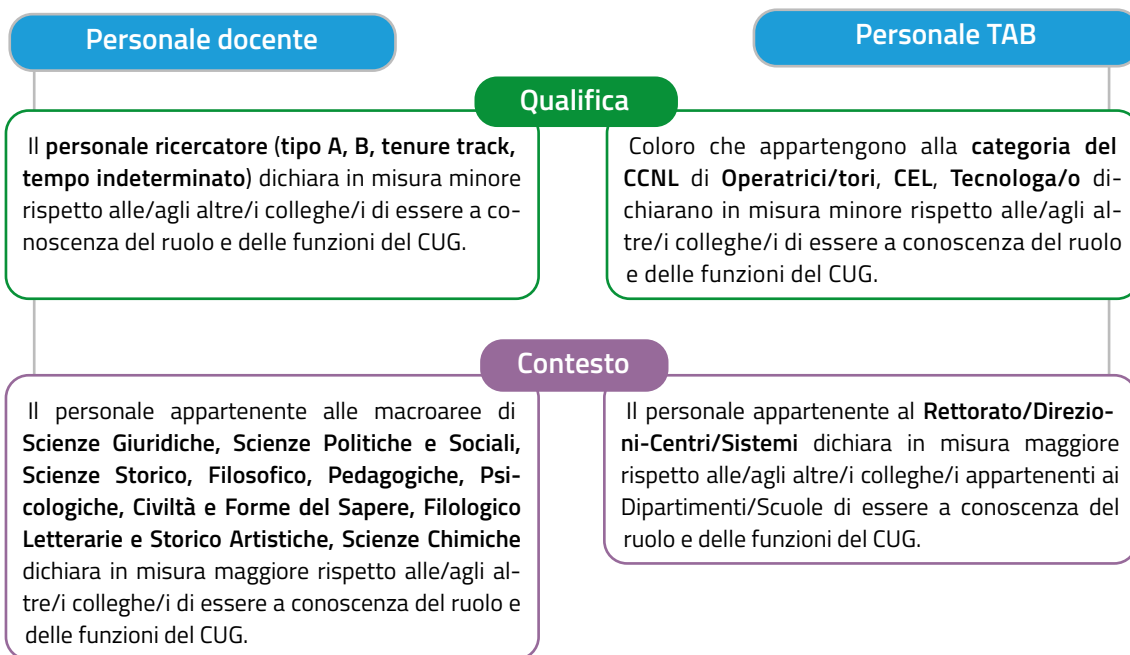 Personale docente
Personale TAB
Qualifica
Il personale ricercatore (tipo A, B, tenure track,
tempo indeterminato) dichiara in misura minore
rispetto alle/agli altre/i colleghe/i di essere a co-
noscenza del ruolo e delle funzioni del CUG.
Coloro che appartengono alla categoria del
CCNL di Operatrici/tori, CEL, Tecnologa/o di-
chiarano in misura minore rispetto alle/agli al-
tre/i colleghe/i di essere a conoscenza del ruolo
e delle funzioni del CUG.
Contesto
Il personale appartenente alle macroaree di
Scienze Giuridiche, Scienze Politiche e Sociali,
Scienze Storico, Filosofico, Pedagogiche, Psi-
cologiche, Civiltà e Forme del Sapere, Filologico
Letterarie e Storico Artistiche, Scienze Chimiche
dichiara in misura maggiore rispetto alle/agli al-
tre/i colleghe/i di essere a conoscenza del ruolo e
delle funzioni del CUG.
Il personale appartenente al Rettorato/Direzio-
ni-Centri/Sistemi dichiara in misura maggiore
rispetto alle/agli altre/i colleghe/i appartenenti ai
Dipartimenti/Scuole di essere a conoscenza del
ruolo e delle funzioni del CUG.